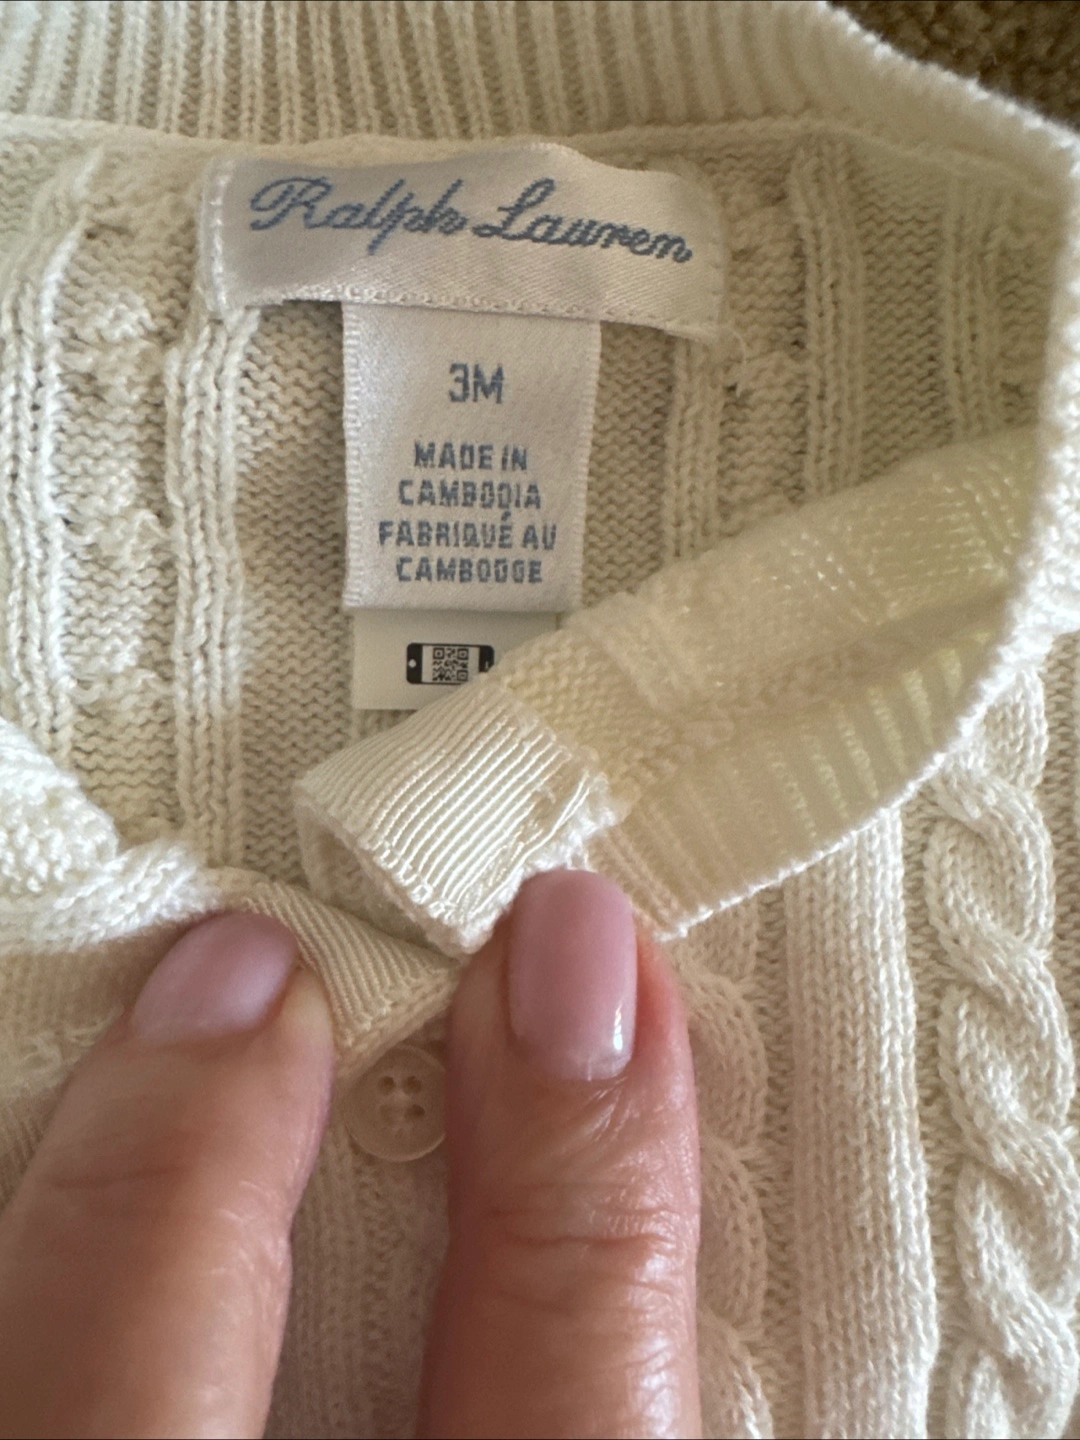 Ralph Lauren
3M
MADE IN
CAMBODIA
FABRIQUÉ AU
CAMBODGE